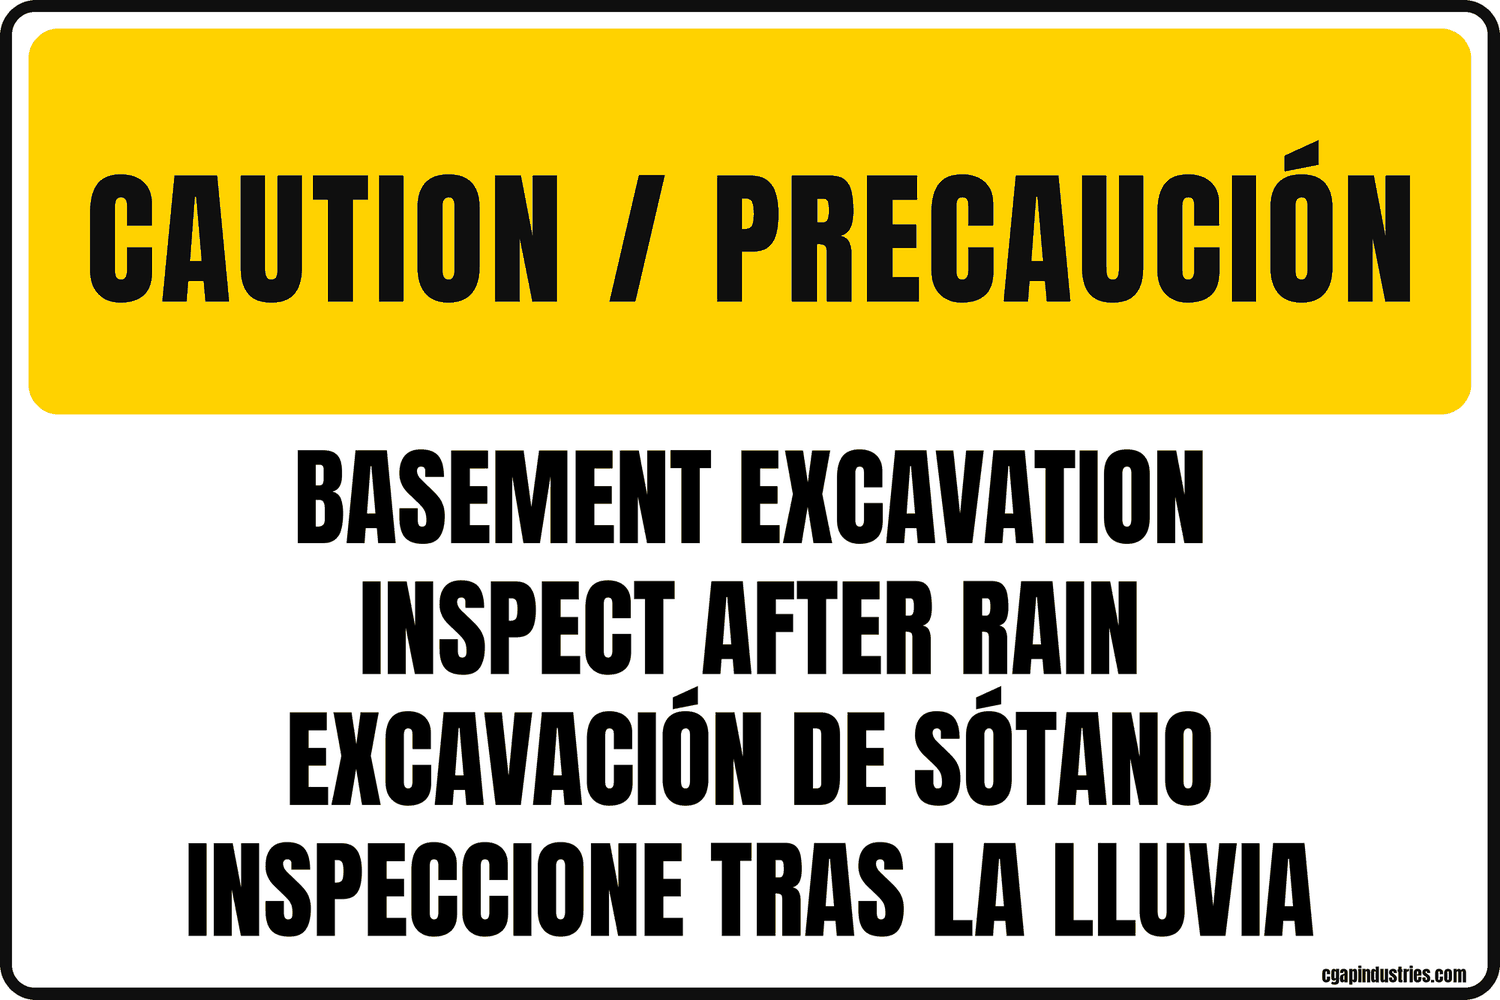 CAUTION / PRECAUCIÓN
BASEMENT EXCAVATION
INSPECT AFTER RAIN
EXCAVACIÓN DE SÓTANO
INSPECCIONE TRAS LA LLUVIA
cgapindustries.com